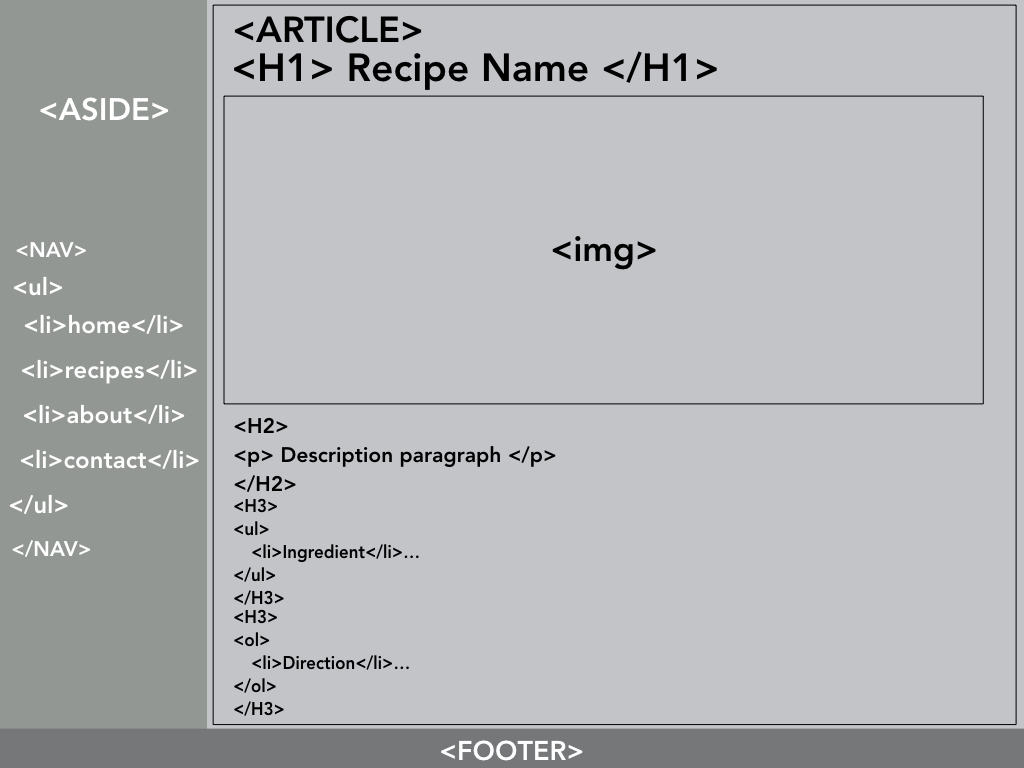 <ASIDE>
<NAV>
<ul>
<li>home</li>
<li>recipes</li>
<li>about</li>
<li>contact</li>
</ul>
</NAV>
<ARTICLE>
<H1> Recipe Name </H1>
<img>
<H2>
<p> Description paragraph </p>
</H2>
<H3>
<ul>
<li>Ingredient</li>...
</ul>
</H3>
<H3>
<ol>
<li>Direction</li>...
</ol>
</H3>
<FOOTER>